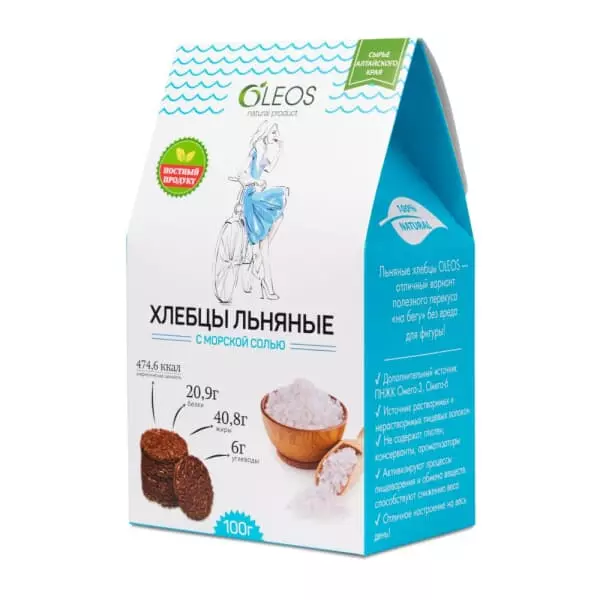 СЫРЬЕ
АЛТАЙСКОГО
КРАЯ
ÓLEOS
natural product
ПОСТНЫЙ
ПРОДУКТ
100%
NATURAL
ХЛЕБЦЫ ЛЬНЯНЫЕ
С МОРСКОЙ СОЛЬЮ
474,6 ккал
энергетическая ценность
20,9г
белки
40,8г
жиры
6г
углеводы
100г
Льняные хлебцы OLEOS —
отличный вариант
полезного перекуса
«на бегу» без вреда
для фигуры!
✓ Дополнительный источник
ПНЖК Омега-3, Омега-6
✓ Источник растворимых и
нерастворимых пищевых волокон
✓ Не содержат глютен,
консерванты, ароматизаторы
✓ Активизируют процессы
пищеварения и обмена веществ,
способствуют снижению веса
✓ Отличное настроение на весь
день!